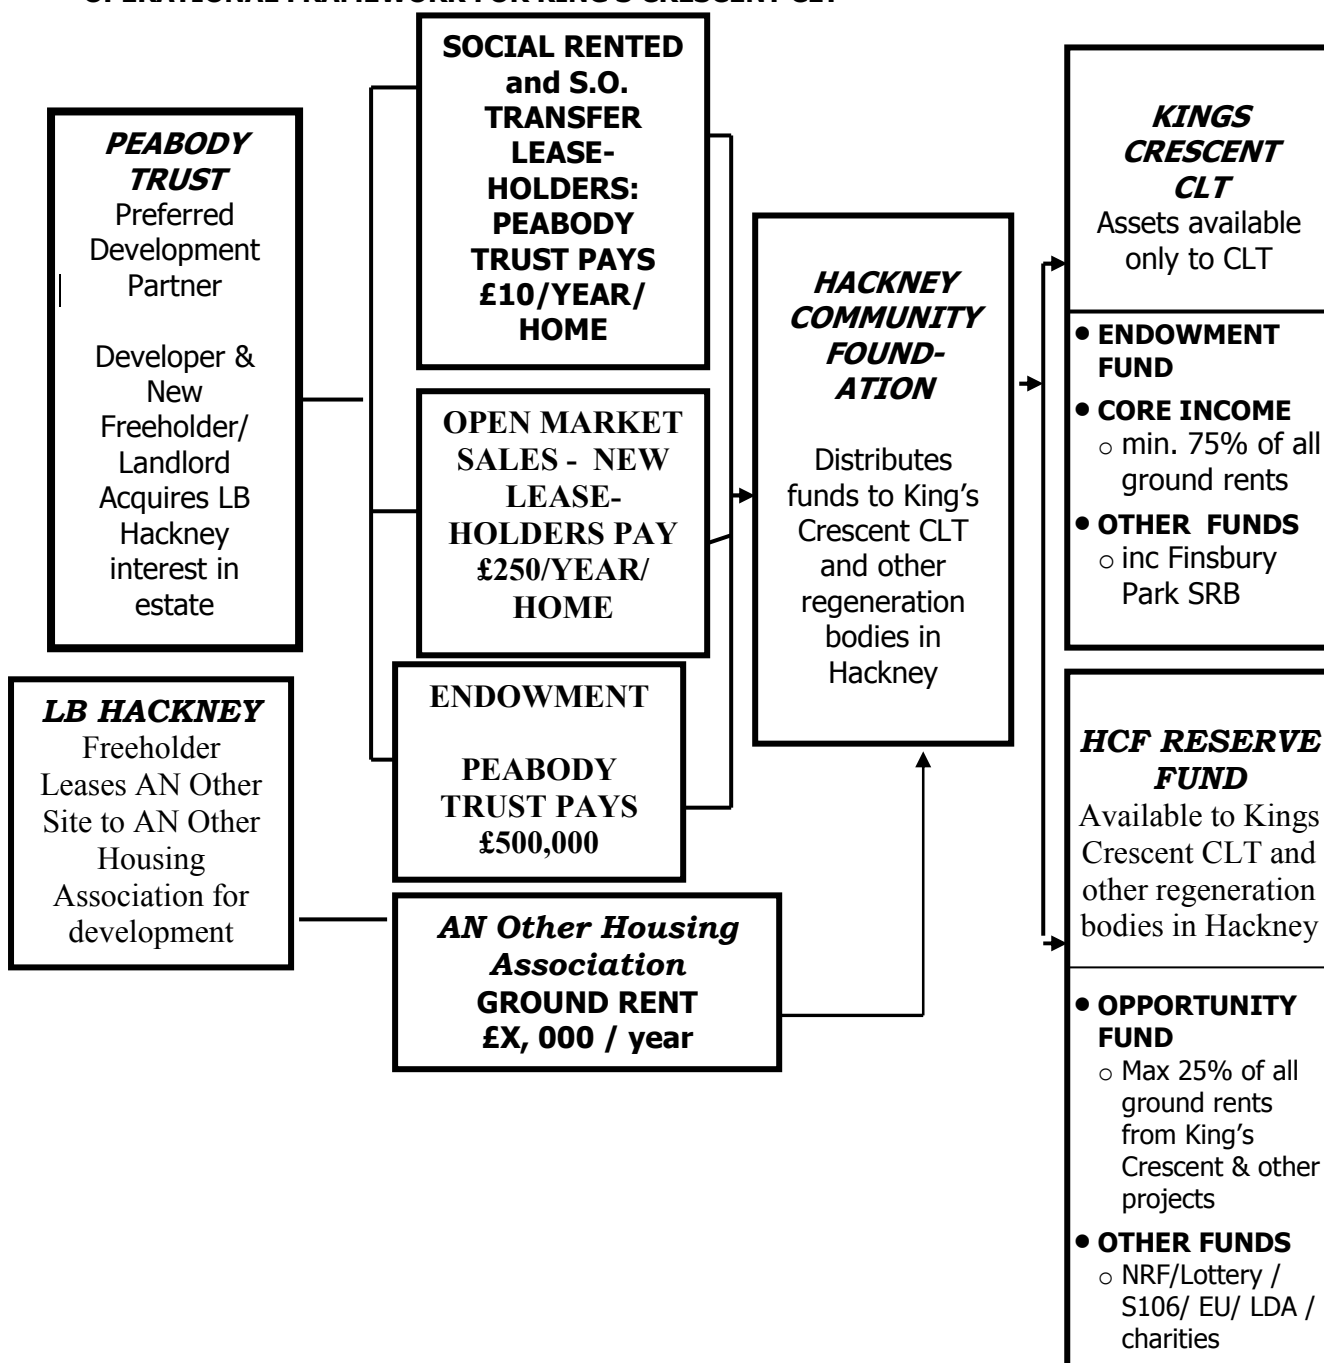 OPERATIONAL FRAMEWORK FOR KING'S CRESCENT CLT
PEABODY
TRUST
Preferred
Development
Partner
Developer &
New
Freeholder/
Landlord
Acquires LB
Hackney
interest in
estate
LB HACKNEY
Freeholder
Leases AN Other
Site to AN Other
Housing
Association for
development
SOCIAL RENTED
and S.O.
TRANSFER
LEASE-
HOLDERS:
PEABODY
TRUST PAYS
£10/YEAR/
HOME
OPEN MARKET
SALES - NEW
LEASE-
HOLDERS PAY
£250/YEAR/
HOME
ENDOWMENT
PEABODY
TRUST PAYS
£500,000
AN Other Housing
Association
GROUND RENT
£X, 000 / year
HACKNEY
COMMUNITY
FOUND-
ATION
Distributes
funds to King's
Crescent CLT
and other
regeneration
bodies in
Hackney
KINGS
CRESCENT
CLT
Assets available
only to CLT
• ENDOWMENT
FUND
• CORE INCOME
o min. 75% of all
ground rents
• OTHER FUNDS
o inc Finsbury
Park SRB
HCF RESERVE
FUND
Available to Kings
Crescent CLT and
other regeneration
bodies in Hackney
• OPPORTUNITY
FUND
o Max 25% of all
ground rents
from King's
Crescent & other
projects
• OTHER FUNDS
o NRF/Lottery /
S106/ EU/ LDA /
charities